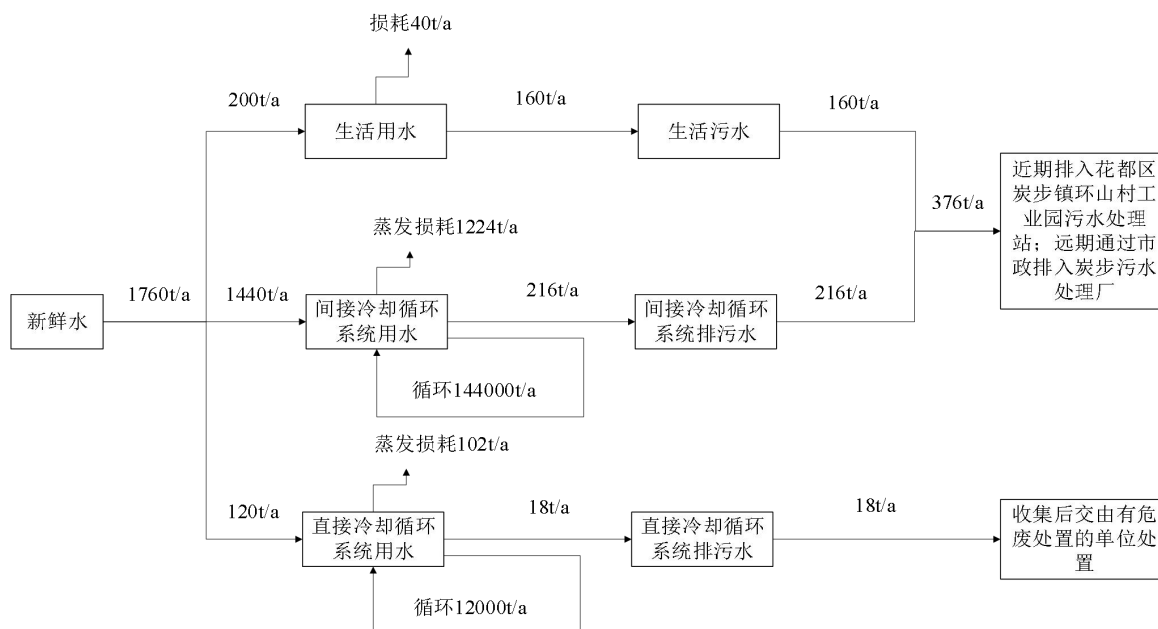 损耗40t/a
200t/a
生活用水
160t/a
生活污水
160t/a
近期排入花都区
炭步镇环山村工
业园污水处理
站；远期通过市
政排入炭步污水
处理厂
376t/a
蒸发损耗1224t/a
新鲜水
1760t/a
1440t/a
间接冷却循环
系统用水
216t/a
间接冷却循环
系统排污水
216t/a
循环144000t/a
蒸发损耗102t/a
120t/a
直接冷却循环
系统用水
18t/a
直接冷却循环
系统排污水
18t/a
收集后交由有危
废处置的单位处
置
循环12000t/a